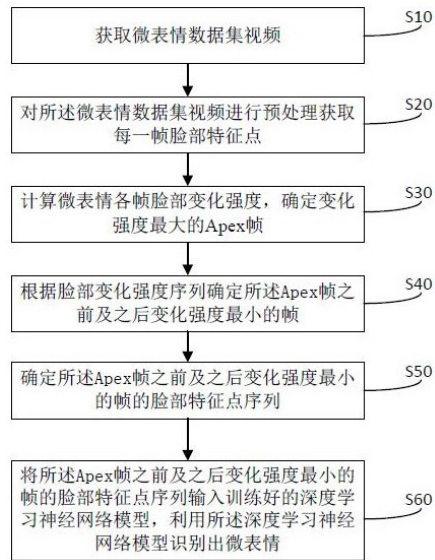 获取微表情数据集视频
S10
对所述微表情数据集视频进行预处理获取
每一帧脸部特征点
S20
计算微表情各帧脸部变化强度，确定变化
强度最大的Apex帧
S30
根据脸部变化强度序列确定所述Apex帧之
前及之后变化强度最小的帧
S40
确定所述Apex帧之前及之后变化强度最小
的帧的脸部特征点序列
S50
将所述Apex帧之前及之后变化强度最小的
帧的脸部特征点序列输入训练好的深度学
习神经网络模型，利用所述深度学习神经
网络模型识别出微表情
S60